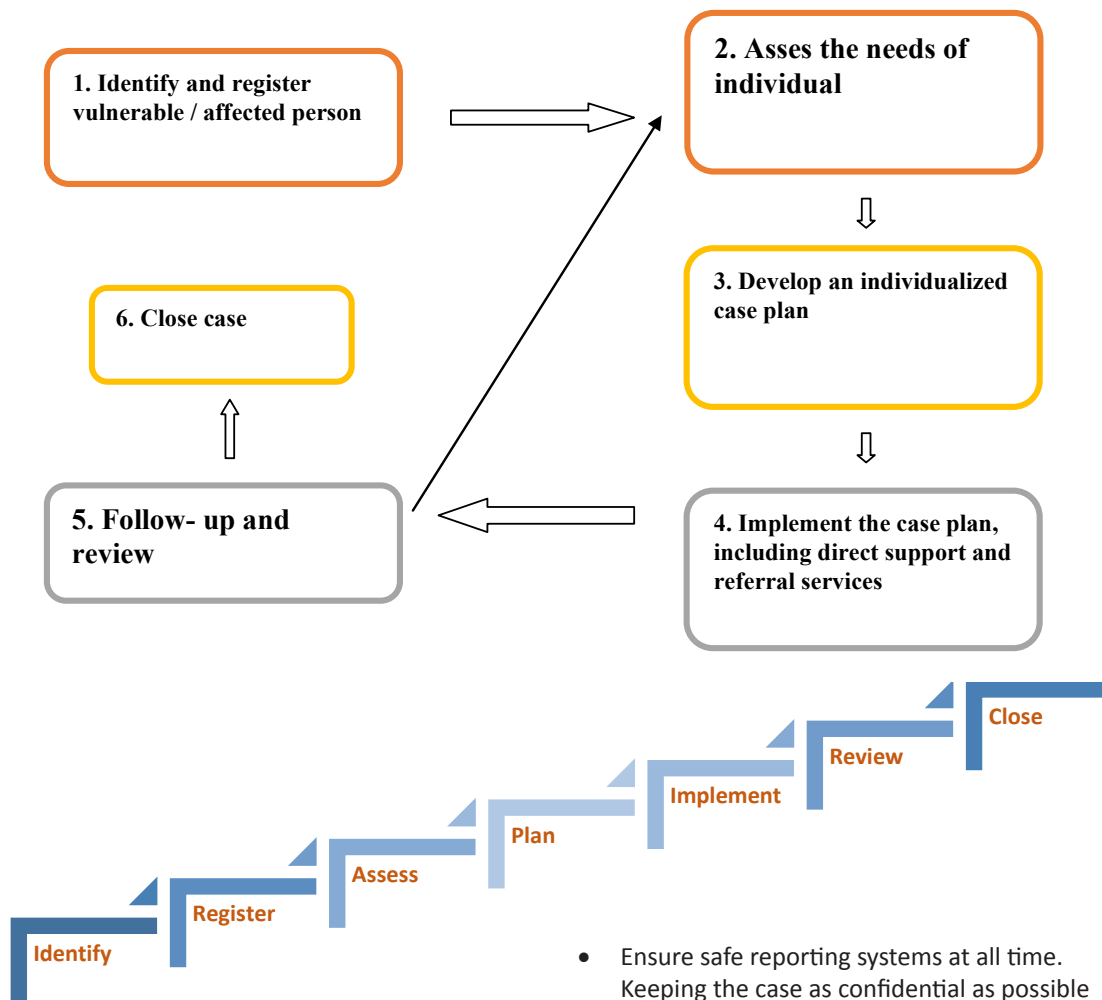 1. Identify and register
vulnerable / affected person
2. Asses the needs of
individual
3. Develop an individualized
case plan
6. Close case
5. Follow- up and
review
4. Implement the case plan,
including direct support and
referral services
Close
Review
Implement
Plan
Assess
Register
Identify
• Ensure safe reporting systems at all time.
Keeping the case as confidential as possible